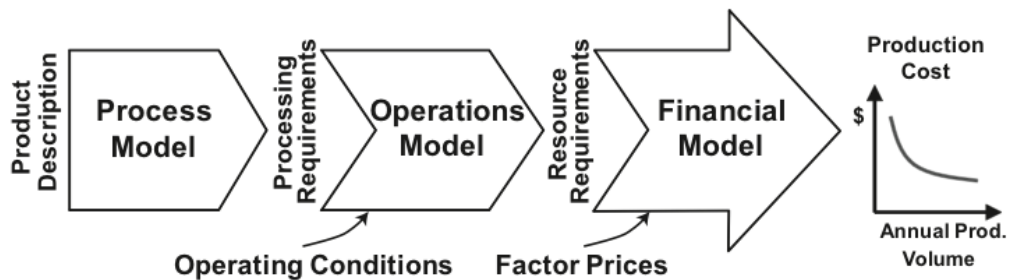 Product
Description
Process
Model
Processing
Requirements
Operations
Model
Resource
Requirements
Financial
Model
Production
Cost
$
Annual Prod.
Volume
Operating Conditions
Factor Prices